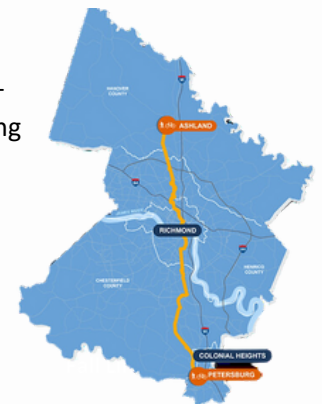 ng
HANOVER
COUNTY
ASHLAND
RICHMOND
HENRICO
COUNTY
CHESTERFIELD
COUNTY
COLONIAL HEIGHTS
PETERSBURG